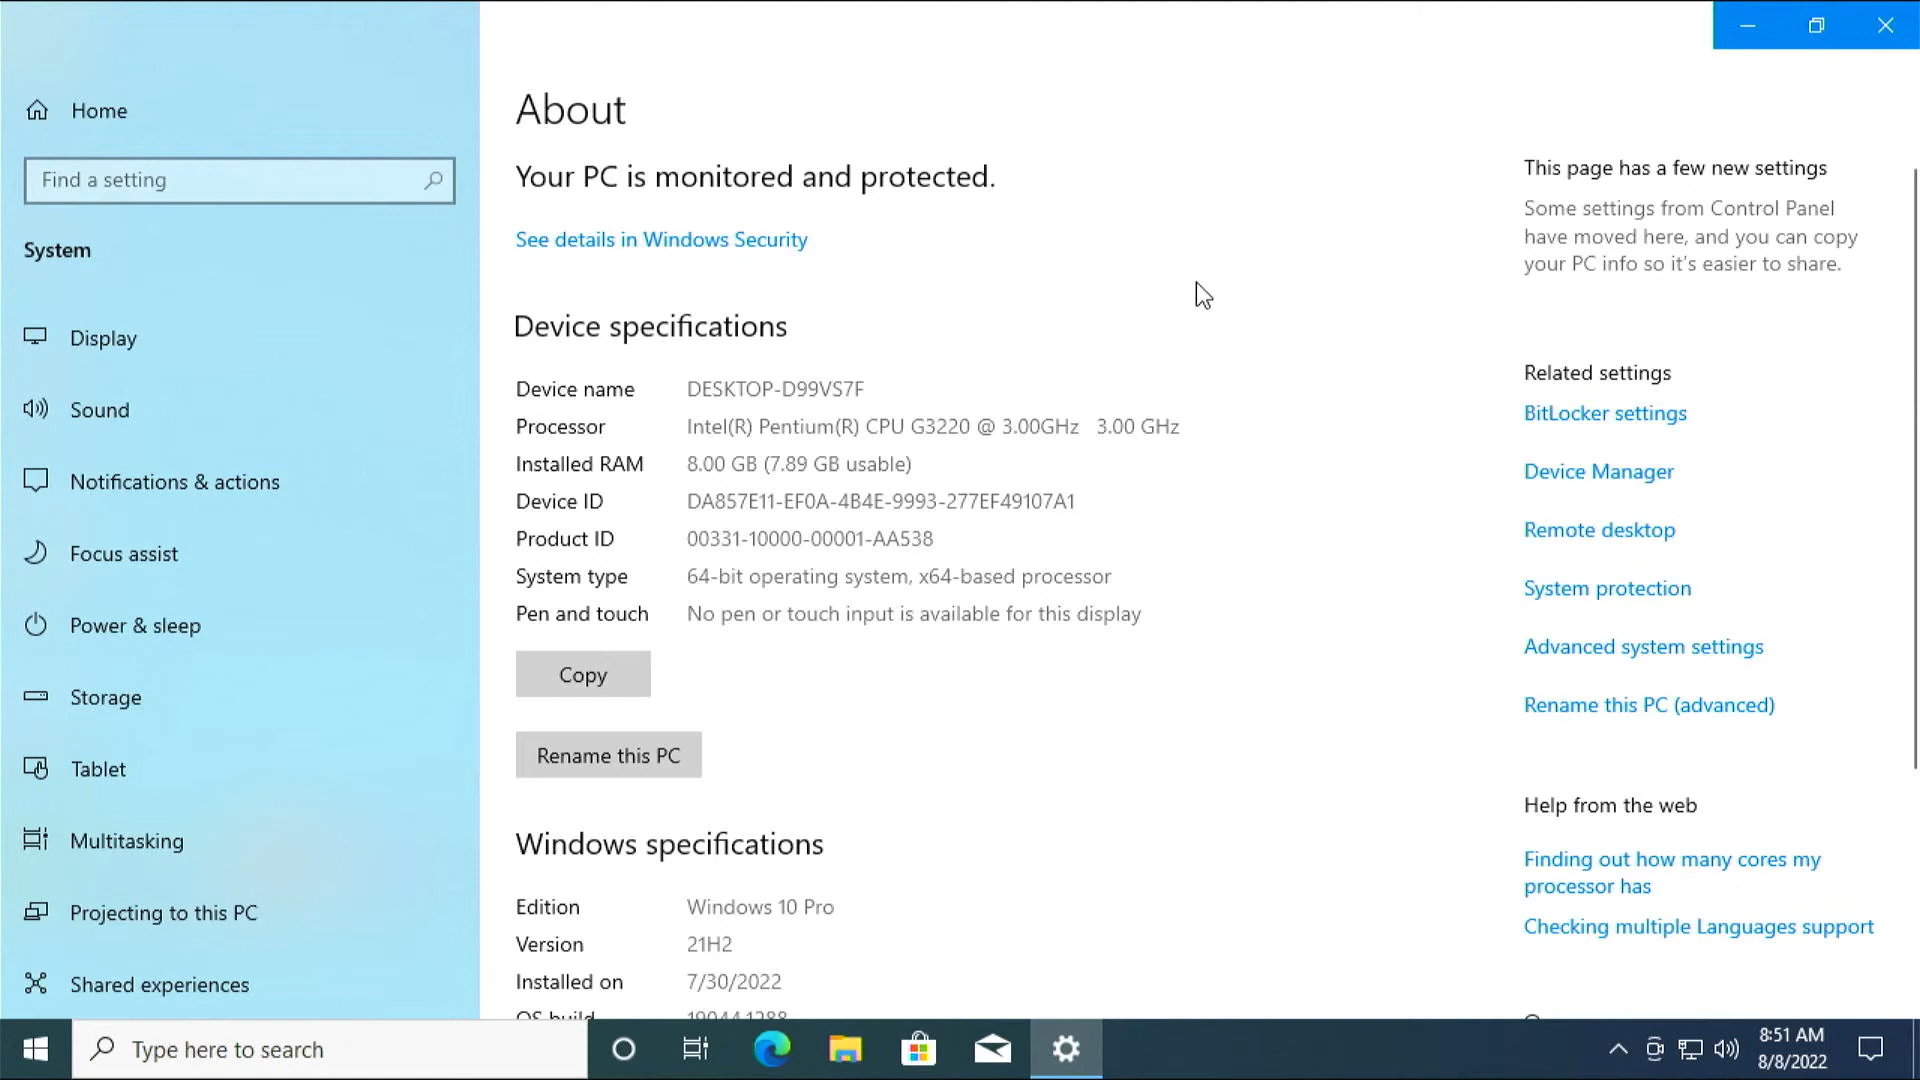 Home
Find a setting
System
Display
Sound
Notifications & actions
Focus assist
Power & sleep
Storage
Tablet
Multitasking
Projecting to this PC
Shared experiences
About
Your PC is monitored and protected.
See details in Windows Security
Device specifications
Device name DESKTOP-D99VS7F
Processor Intel(R) Pentium(R) CPU G3220 @ 3.00GHz 3.00 GHz
Installed RAM 8.00 GB (7.89 GB usable)
Device ID DA857E11-EF0A-4B4E-9993-277EF49107A1
Product ID 00331-10000-00001-AA538
System type 64-bit operating system, x64-based processor
Pen and touch No pen or touch input is available for this display
Copy
Rename this PC
Windows specifications
Edition Windows 10 Pro
Version 21H2
Installed on 7/30/2022
OS build 19044.1288
This page has a few new settings
Some settings from Control Panel
have moved here, and you can copy
your PC info so it's easier to share.
Related settings
BitLocker settings
Device Manager
Remote desktop
System protection
Advanced system settings
Rename this PC (advanced)
Help from the web
Finding out how many cores my
processor has
Checking multiple Languages support
Type here to search
8:51 AM
8/8/2022